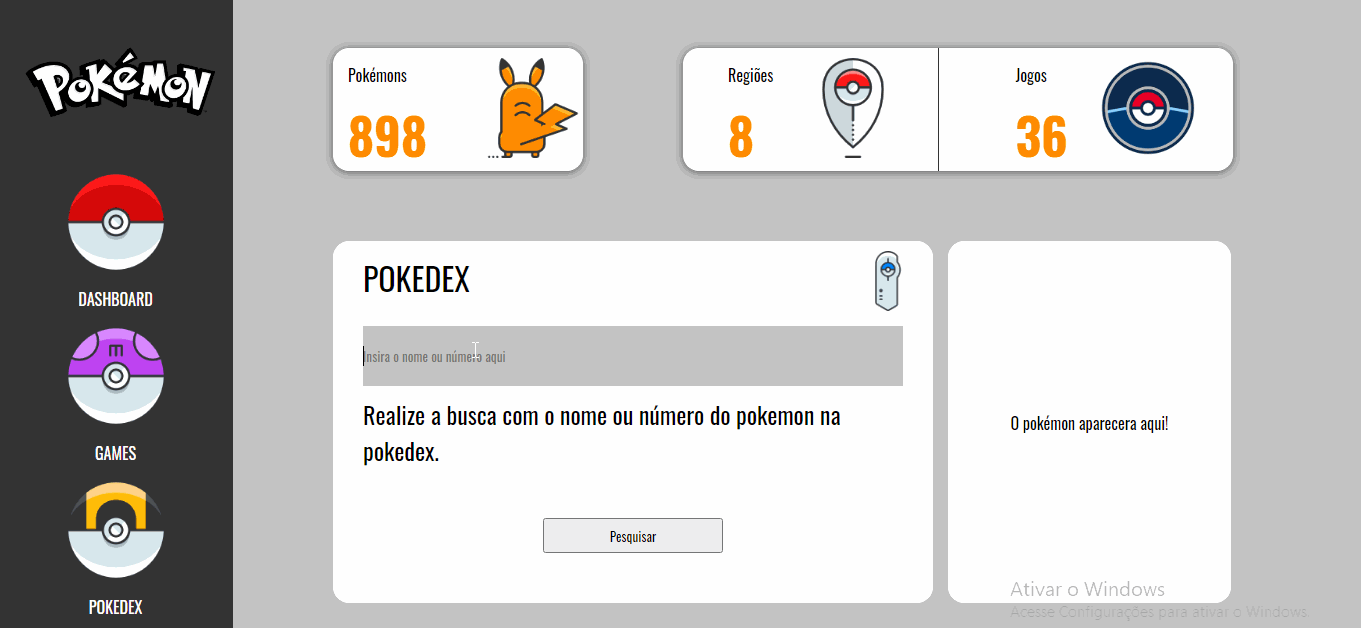 POKéMON
DASHBOARD
m
GAMES
POKEDEX
Pokémons
898
Regiões
8
Jogos
36
POKEDEX
Insira o nome ou número aqui
Realize a busca com o nome ou número do pokemon na
pokedex.
Pesquisar
O pokémon aparecera aqui!
Ativar o Windows
Acesse Configurações para ativar o Windows.